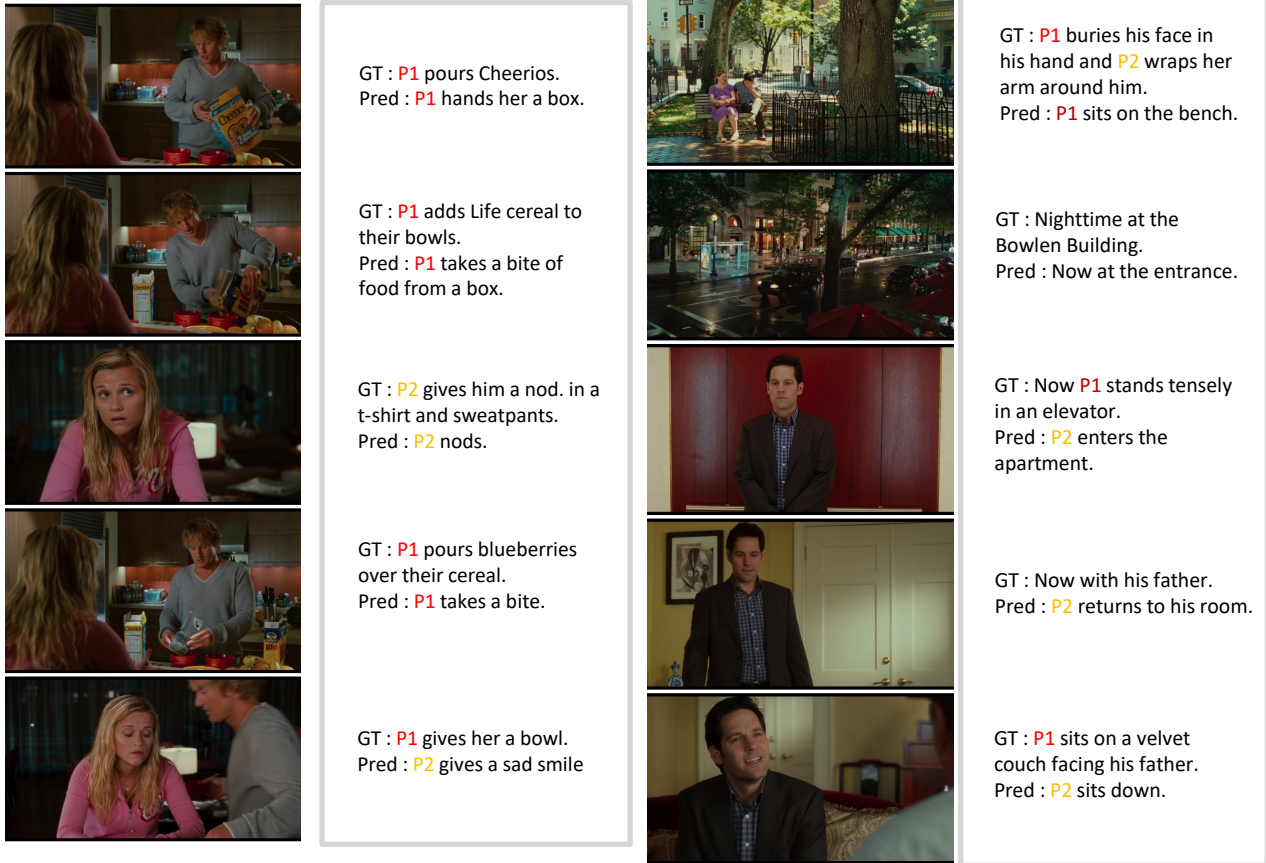 GT : P1 pours Cheerios.
Pred : P1 hands her a box.
GT : P1 adds Life cereal to
their bowls.
Pred : P1 takes a bite of
food from a box.
GT : P2 gives him a nod. in a
t-shirt and sweatpants.
Pred : P2 nods.
GT : P1 pours blueberries
over their cereal.
Pred : P1 takes a bite.
GT : P1 gives her a bowl.
Pred : P2 gives a sad smile
GT : P1 buries his face in
his hand and P2 wraps her
arm around him.
Pred : P1 sits on the bench.
GT : Nighttime at the
Bowlen Building.
Pred : Now at the entrance.
GT : Now P1 stands tensely
in an elevator.
Pred : P2 enters the
apartment.
GT : Now with his father.
Pred : P2 returns to his room.
GT : P1 sits on a velvet
couch facing his father.
Pred : P2 sits down.